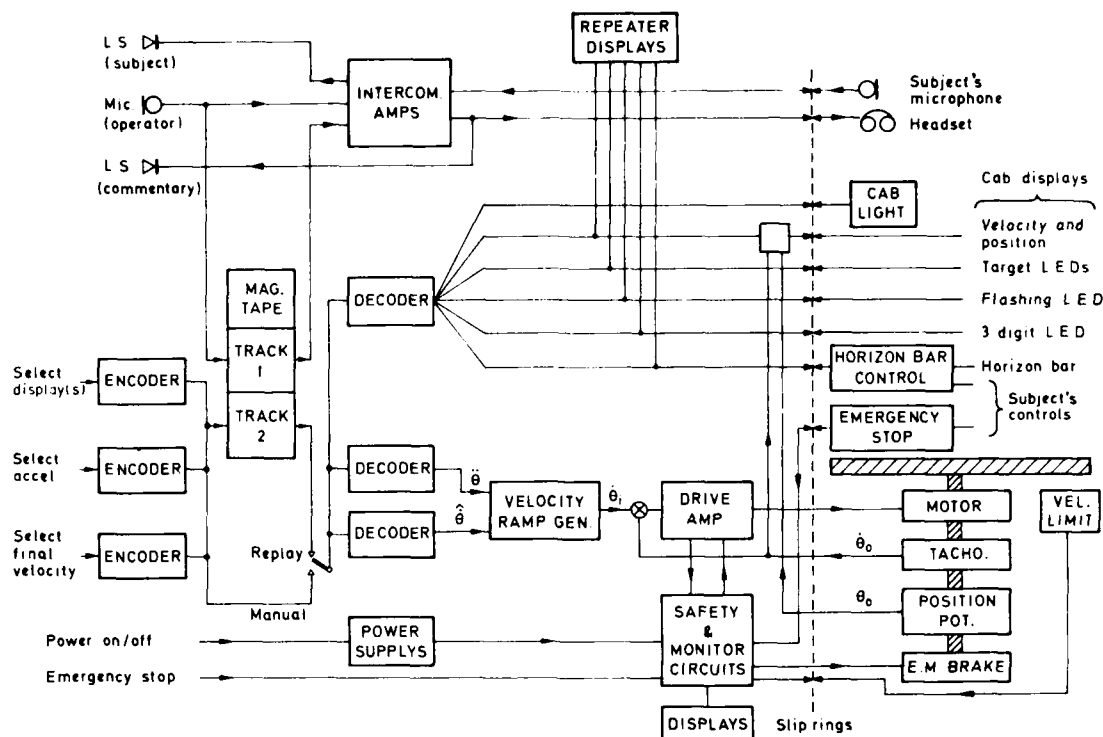 L S
(subject)
Mic
(operator)
L S
(commentary)
INTERCOM.
AMPS
REPEATER
DISPLAYS
Subject's
microphone
Headset
Cab displays
CAB
LIGHT
Velocity and
position
Target LEDs
Flashing LED
3 digit LED
HORIZON BAR
CONTROL
Horizon bar
Subject's
controls
EMERGENCY
STOP
MAG.
TAPE
TRACK
1
TRACK
2
DECODER
Select
display(s)
ENCODER
Select
accel
ENCODER
Select
final
velocity
ENCODER
Replay
Manual
DECODER
θ̈
DECODER
θ̇̂
VELOCITY
RAMP GEN.
θ̇ᵢ
DRIVE
AMP
MOTOR
VEL.
LIMIT
θ̇₀
TACHO.
θ₀
POSITION
POT.
E.M BRAKE
SAFETY
&
MONITOR
CIRCUITS
Power on/off
POWER
SUPPLYS
Emergency stop
DISPLAYS
Slip rings